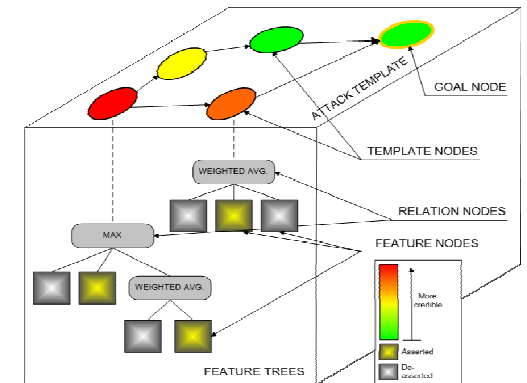 ATTACK TEMPLATE
GOAL NODE
TEMPLATE NODES
WEIGHTED AVG.
RELATION NODES
MAX
FEATURE NODES
WEIGHTED AVG.
More
credible
Asserted
De-
asserted
FEATURE TREES